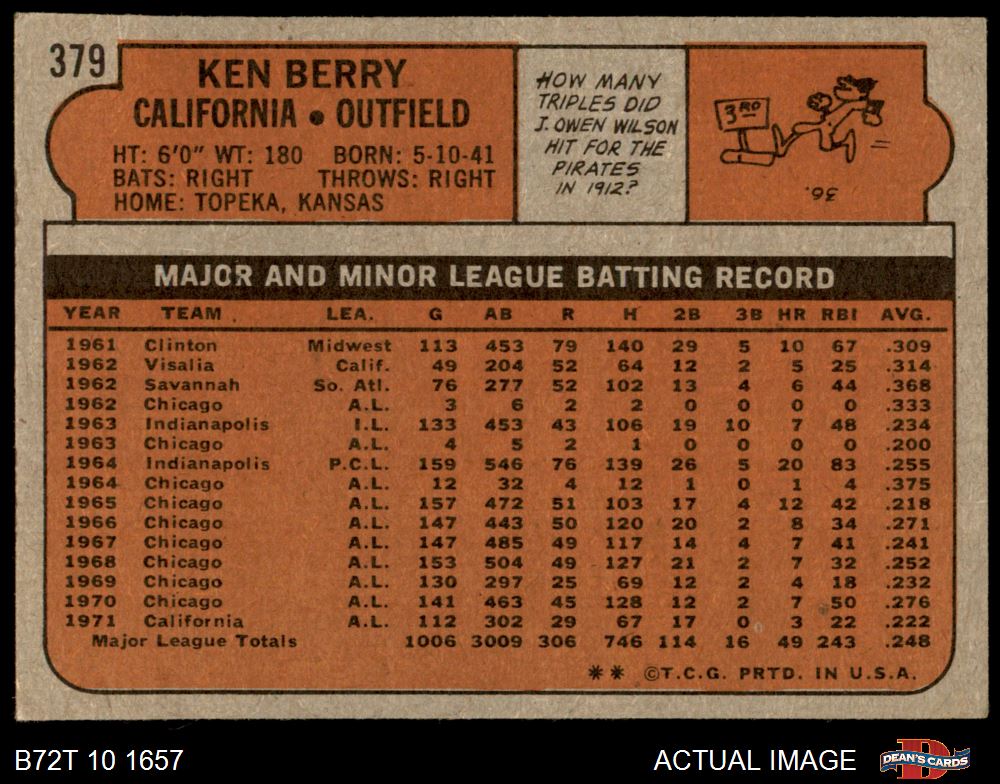 379
KEN BERRY
CALIFORNIA • OUTFIELD
HT: 6'0" WT: 180 BORN: 5-10-41
BATS: RIGHT THROWS: RIGHT
HOME: TOPEKA, KANSAS
HOW MANY
TRIPLES DID
J. OWEN WILSON
HIT FOR THE
PIRATES
IN 1912?
3RD
36.
MAJOR AND MINOR LEAGUE BATTING RECORD
YEAR TEAM LEA. G AB R H 2B 3B HR RBI AVG.
1961 Clinton Midwest 113 453 79 140 29 5 10 67 .309
1962 Visalia Calif. 49 204 52 64 12 2 5 25 .314
1962 Savannah So. Atl. 76 277 52 102 13 4 6 44 .368
1962 Chicago A.L. 3 6 2 2 0 0 0 0 .333
1963 Indianapolis I.L. 133 453 43 106 19 10 7 48 .234
1963 Chicago A.L. 4 5 2 1 0 0 0 0 .200
1964 Indianapolis P.C.L. 159 546 76 139 26 5 20 83 .255
1964 Chicago A.L. 12 32 4 12 1 0 1 4 .375
1965 Chicago A.L. 157 472 51 103 17 4 12 42 .218
1966 Chicago A.L. 147 443 50 120 20 2 8 34 .271
1967 Chicago A.L. 147 485 49 117 14 4 7 41 .241
1968 Chicago A.L. 153 504 49 127 21 2 7 32 .252
1969 Chicago A.L. 130 297 25 69 12 2 4 18 .232
1970 Chicago A.L. 141 463 45 128 12 2 7 50 .276
1971 California A.L. 112 302 29 67 17 0 3 22 .222
Major League Totals 1006 3009 306 746 114 16 49 243 .248
** ©T.C.G. PRTD. IN U.S.A.
B72T 10 1657
ACTUAL IMAGE
D
DEAN'S CARDS